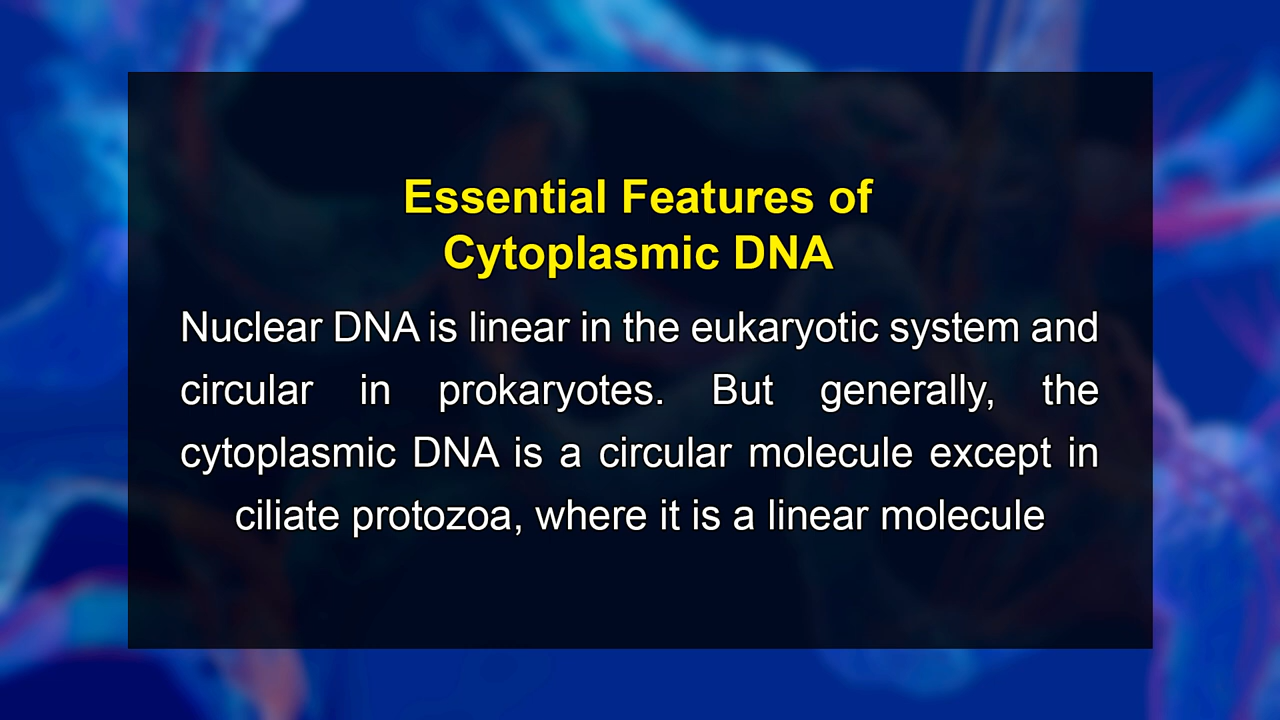 Essential Features of
Cytoplasmic DNA
Nuclear DNA is linear in the eukaryotic system and
circular in prokaryotes. But generally, the
cytoplasmic DNA is a circular molecule except in
ciliate protozoa, where it is a linear molecule